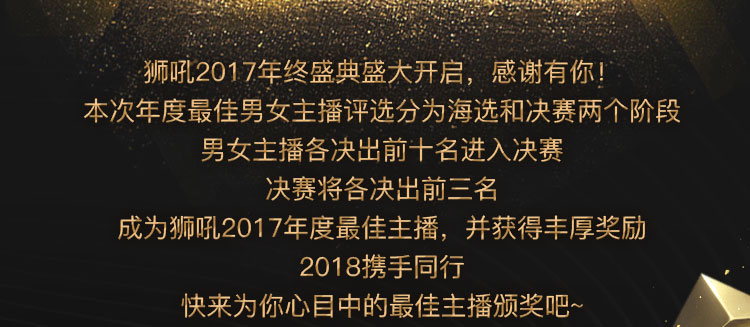 狮吼2017年终盛典盛大开启，感谢有你！
本次年度最佳男女主播评选分为海选和决赛两个阶段
男女主播各决出前十名进入决赛
决赛将各决出前三名
成为狮吼2017年度最佳主播，并获得丰厚奖励
2018携手同行
快来为你心目中的最佳主播颁奖吧~